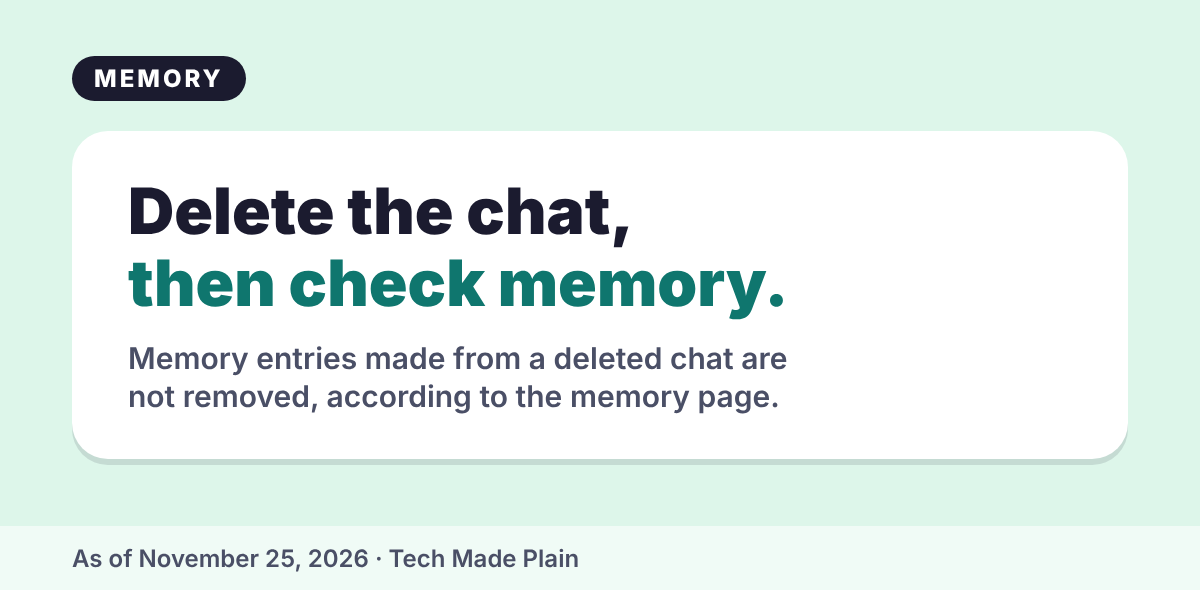 MEMORY
Delete the chat,
then check memory.
Memory entries made from a deleted chat are
not removed, according to the memory page.
As of November 25, 2026 · Tech Made Plain